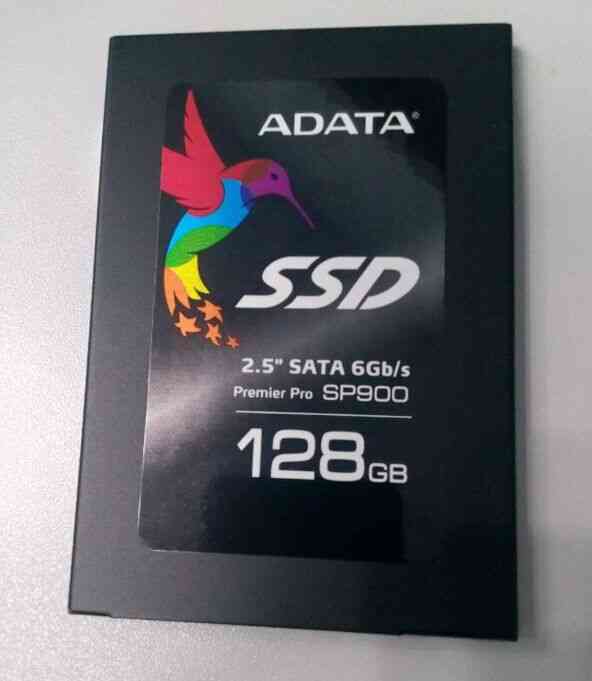 ADATA®
SSD
2.5" SATA 6Gb/s
Premier Pro SP900
128GB